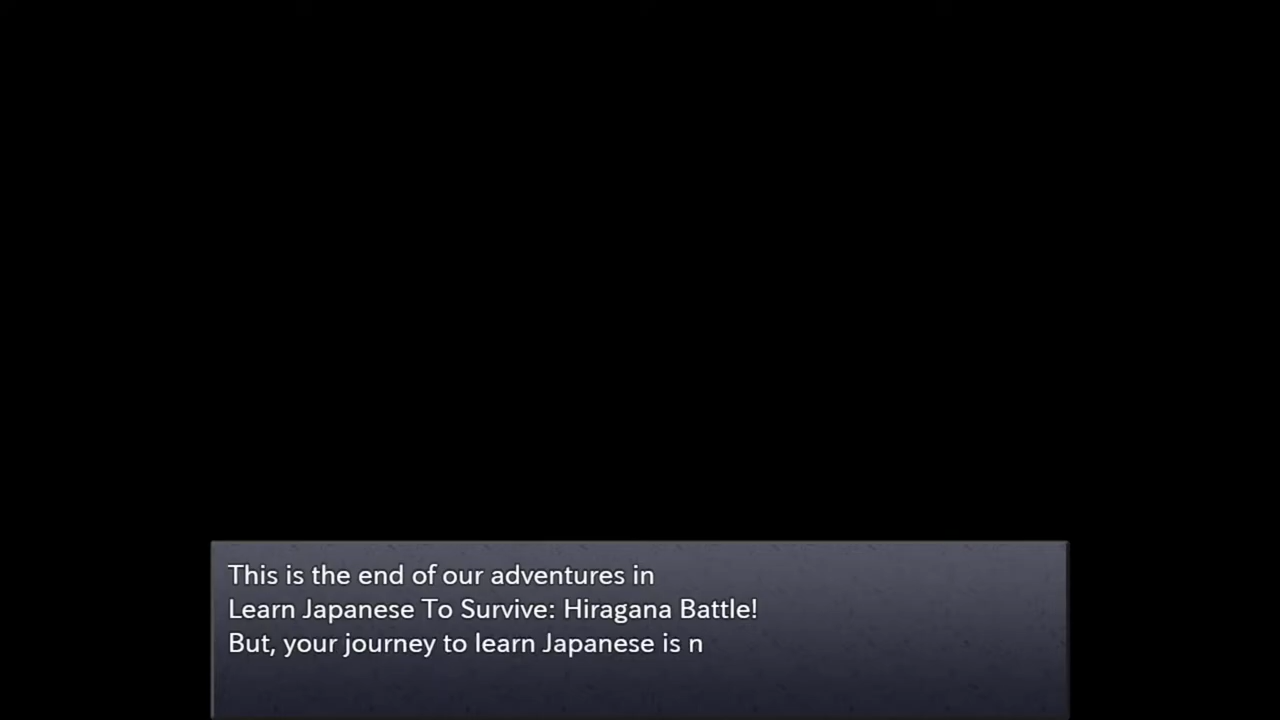 This is the end of our adventures in
Learn Japanese To Survive: Hiragana Battle!
But, your journey to learn Japanese is n